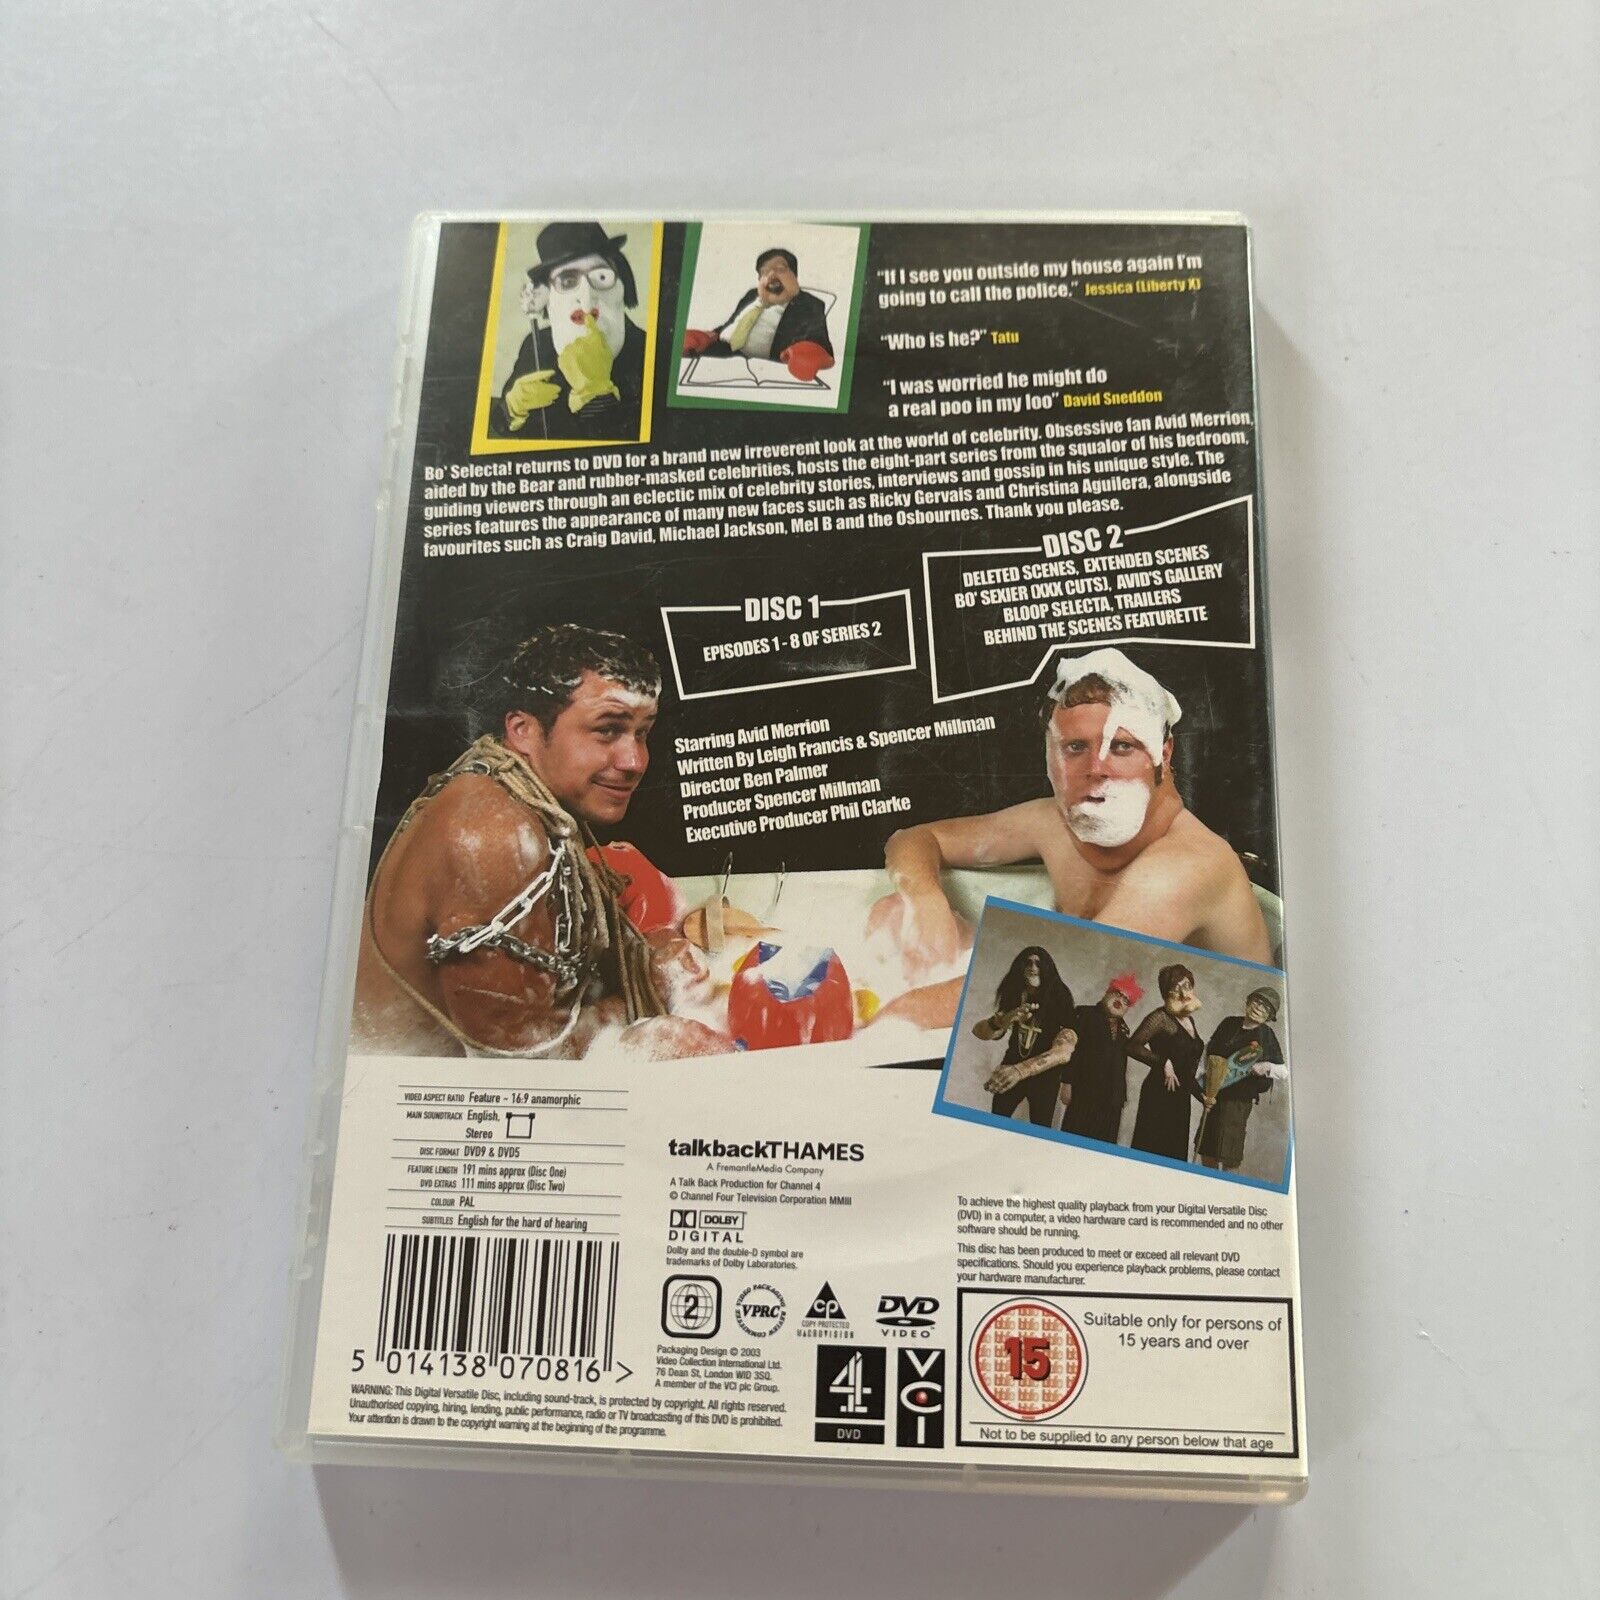 "If I see you outside my house again I'm
going to call the police." Jessica (Liberty X)
"Who is he?" Tatu
"I was worried he might do
a real poo in my loo" David Sneddon
Bo' Selecta! returns to DVD for a brand new irreverent look at the world of celebrity. Obsessive fan Avid Merrion,
aided by the Bear and rubber-masked celebrities, hosts the eight-part series from the squalor of his bedroom,
guiding viewers through an eclectic mix of celebrity stories, interviews and gossip in his unique style. The
series features the appearance of many new faces such as Ricky Gervais and Christina Aguilera, alongside
favourites such as Craig David, Michael Jackson, Mel B and the Osbournes. Thank you please.
DISC 1
EPISODES 1 - 8 OF SERIES 2
DISC 2
DELETED SCENES, EXTENDED SCENES
BO' SEXIER (XXX CUTS), AVID'S GALLERY
BLOOP SELECTA, TRAILERS
BEHIND THE SCENES FEATURETTE
Starring Avid Merrion
Written By Leigh Francis & Spencer Millman
Director Ben Palmer
Producer Spencer Millman
Executive Producer Phil Clarke
VIDEO ASPECT RATIO Feature - 16:9 anamorphic
MAIN SOUNDTRACK English,
Stereo
DISC FORMAT DVD9 & DVD5
FEATURE LENGTH 191 mins approx (Disc One)
DVD EXTRAS 111 mins approx (Disc Two)
COLOUR PAL
SUBTITLES English for the hard of hearing
5 014138 070816 >
WARNING: This Digital Versatile Disc, including sound-track, is protected by copyright. All rights reserved.
Unauthorised copying, hiring, lending, public performance, radio or TV broadcasting of this DVD is prohibited.
Your attention is drawn to the copyright warning at the beginning of the programme.
talkbackTHAMES
A FremantleMedia Company
A Talk Back Production for Channel 4
© Channel Four Television Corporation MMIII
DOLBY
DIGITAL
Dolby and the double-D symbol are
trademarks of Dolby Laboratories.
2
VIDEO PACKAGING REVIEW COMMITTEE
VPRC
CP
COPY PROTECTED
MACROVISION
DVD
VIDEO
Packaging Design © 2003
Video Collection International Ltd.
76 Dean St, London W1D 3SQ.
A member of the VCI plc Group.
4
DVD
VCI
To achieve the highest quality playback from your Digital Versatile Disc
(DVD) in a computer, a video hardware card is recommended and no other
software should be running.
This disc has been produced to meet or exceed all relevant DVD
specifications. Should you experience playback problems, please contact
your hardware manufacturer.
15
Suitable only for persons of
15 years and over
Not to be supplied to any person below that age